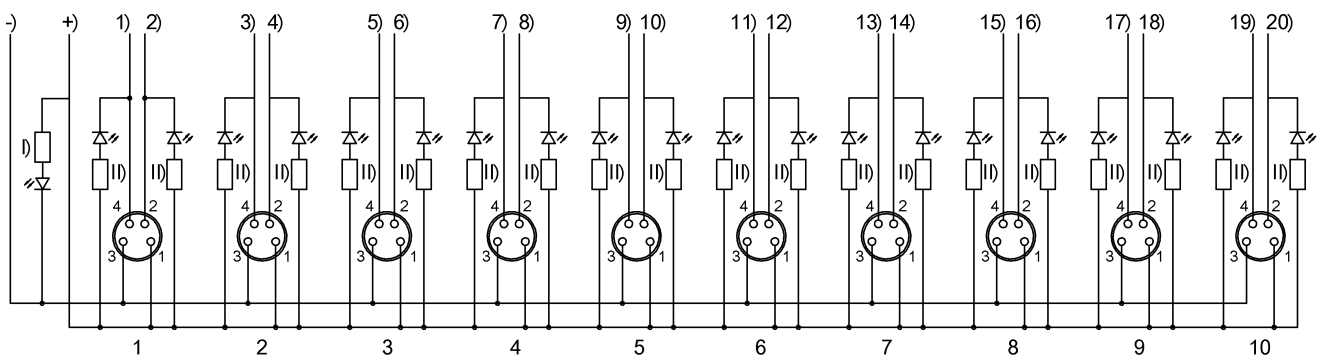 -) +) 1) 2) 3) 4) 5) 6) 7) 8) 9) 10) 11) 12) 13) 14) 15) 16) 17) 18) 19) 20)
I) II) II) II) II) II) II) II) II) II) II) II) II) II) II) II) II) II) II) II) II)
4 2 4 2 4 2 4 2 4 2 4 2 4 2 4 2 4 2 4 2
3 1 3 1 3 1 3 1 3 1 3 1 3 1 3 1 3 1 3 1
1 2 3 4 5 6 7 8 9 10